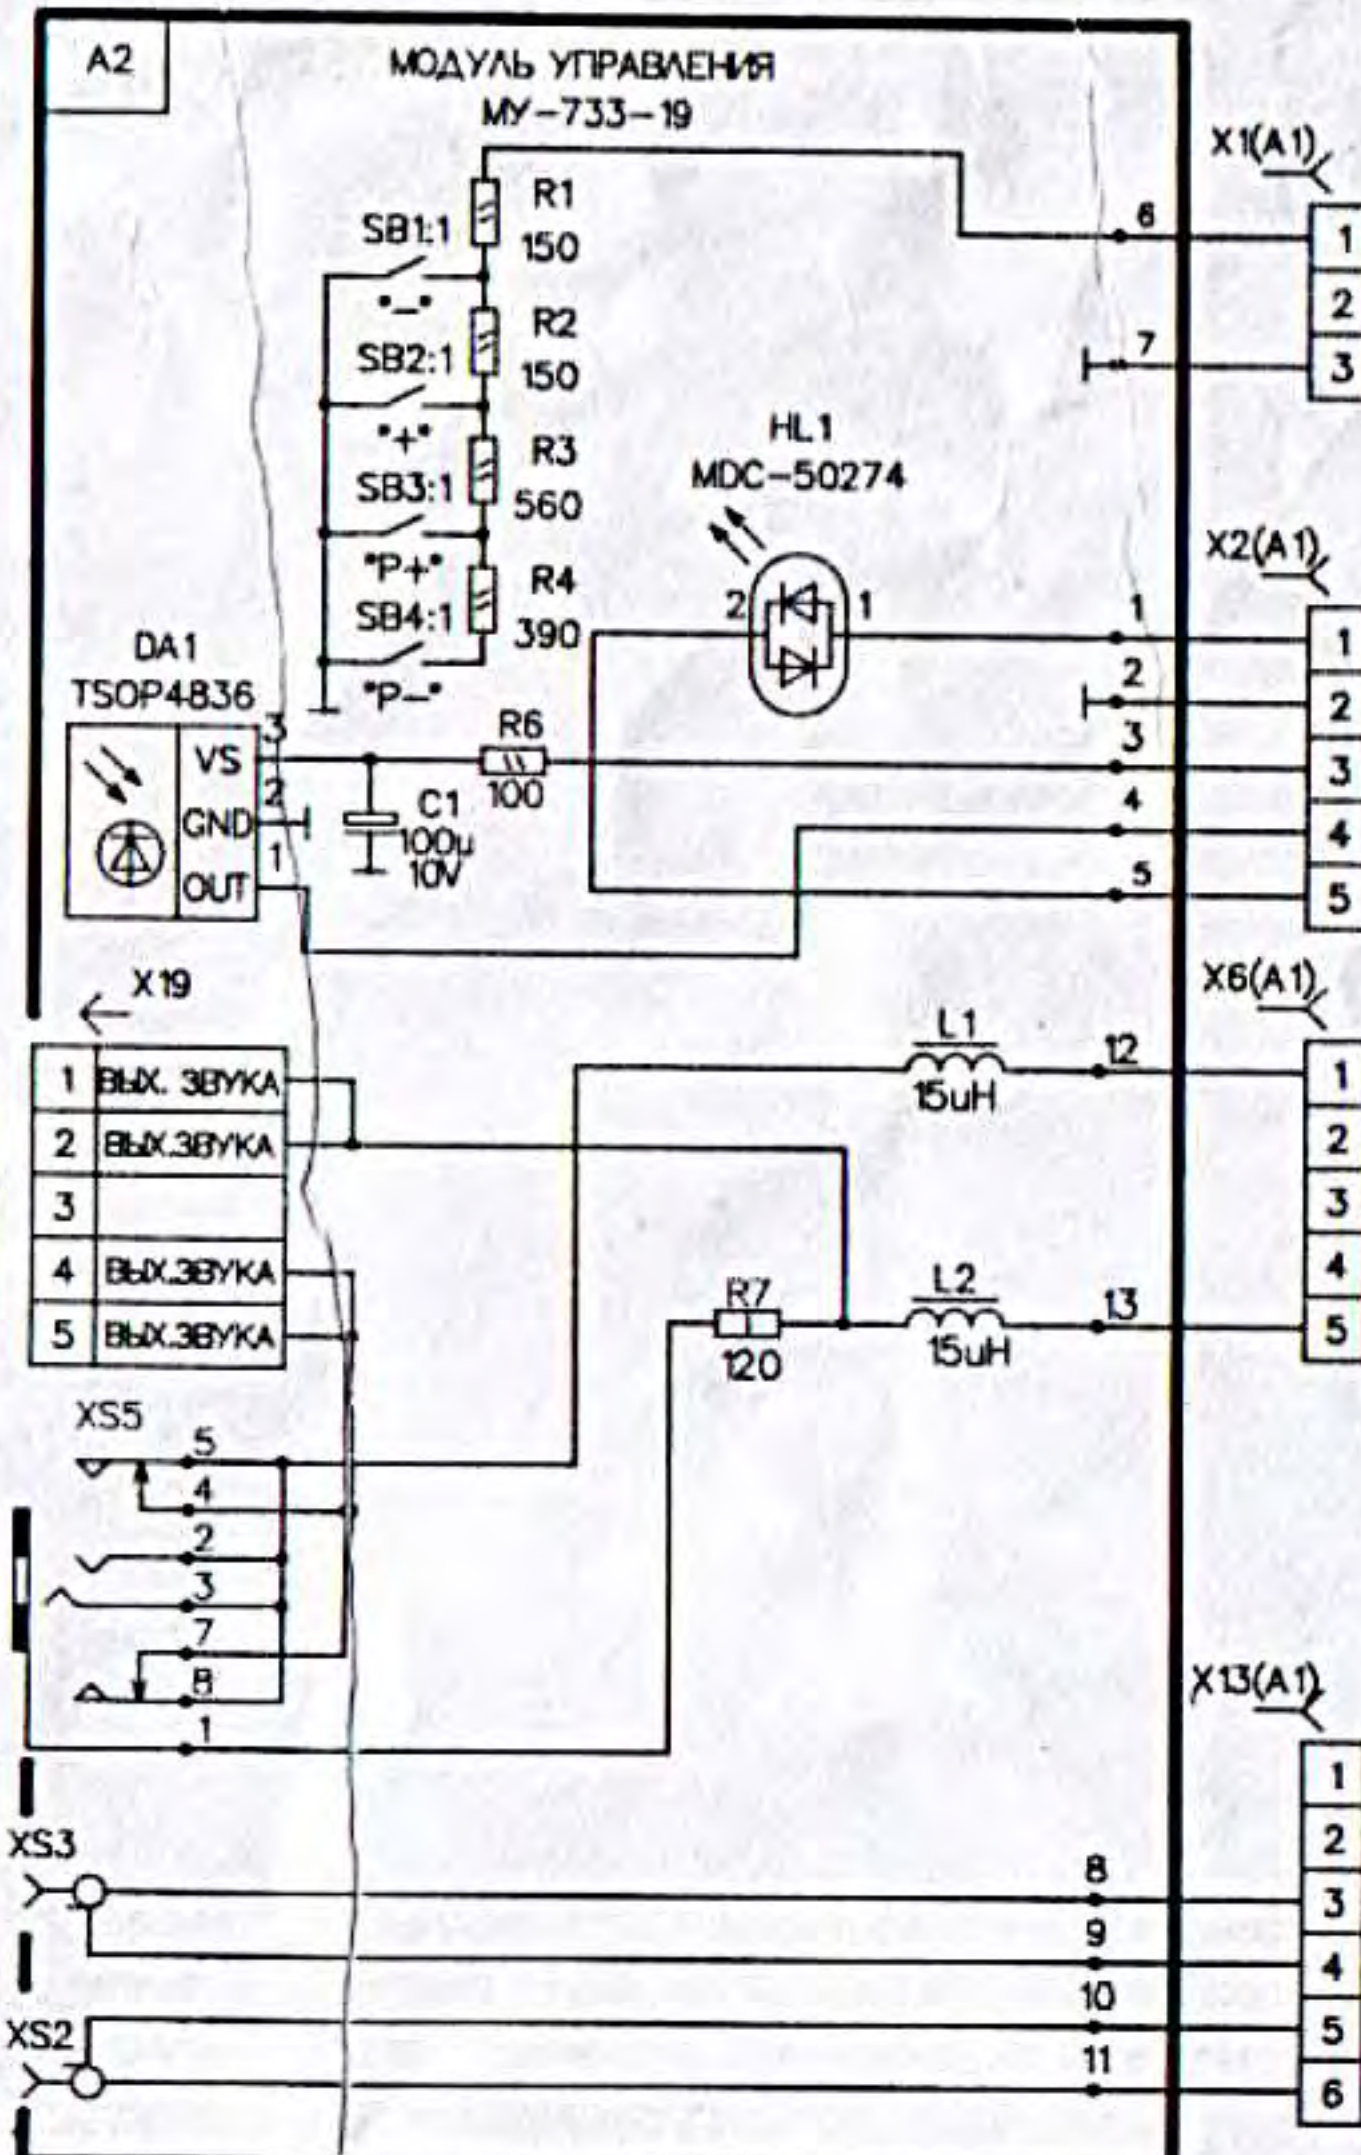 A2
МОДУЛЬ УПРАВЛЕНИЯ
МУ-733-19
X1(A1)
R1
150
SB1:1
"-"
6
1
2
7
3
R2
150
SB2:1
"+"
R3
560
SB3:1
"P+"
R4
390
SB4:1
"P-"
HL1
MDC-50274
2
1
X2(A1)
1
1
2
2
3
3
4
4
5
5
DA1
TSOP4836
VS
3
GND
2
OUT
1
R6
100
C1
100u
10V
X19
1 ВЫХ. ЗВУКА
2 ВЫХ.ЗВУКА
3
4 ВЫХ.ЗВУКА
5 ВЫХ.ЗВУКА
X6(A1)
L1
15uH
12
1
2
3
4
5
R7
120
L2
15uH
13
XS5
5
4
2
3
7
8
1
X13(A1)
1
2
3
4
5
6
XS3
8
9
XS2
10
11